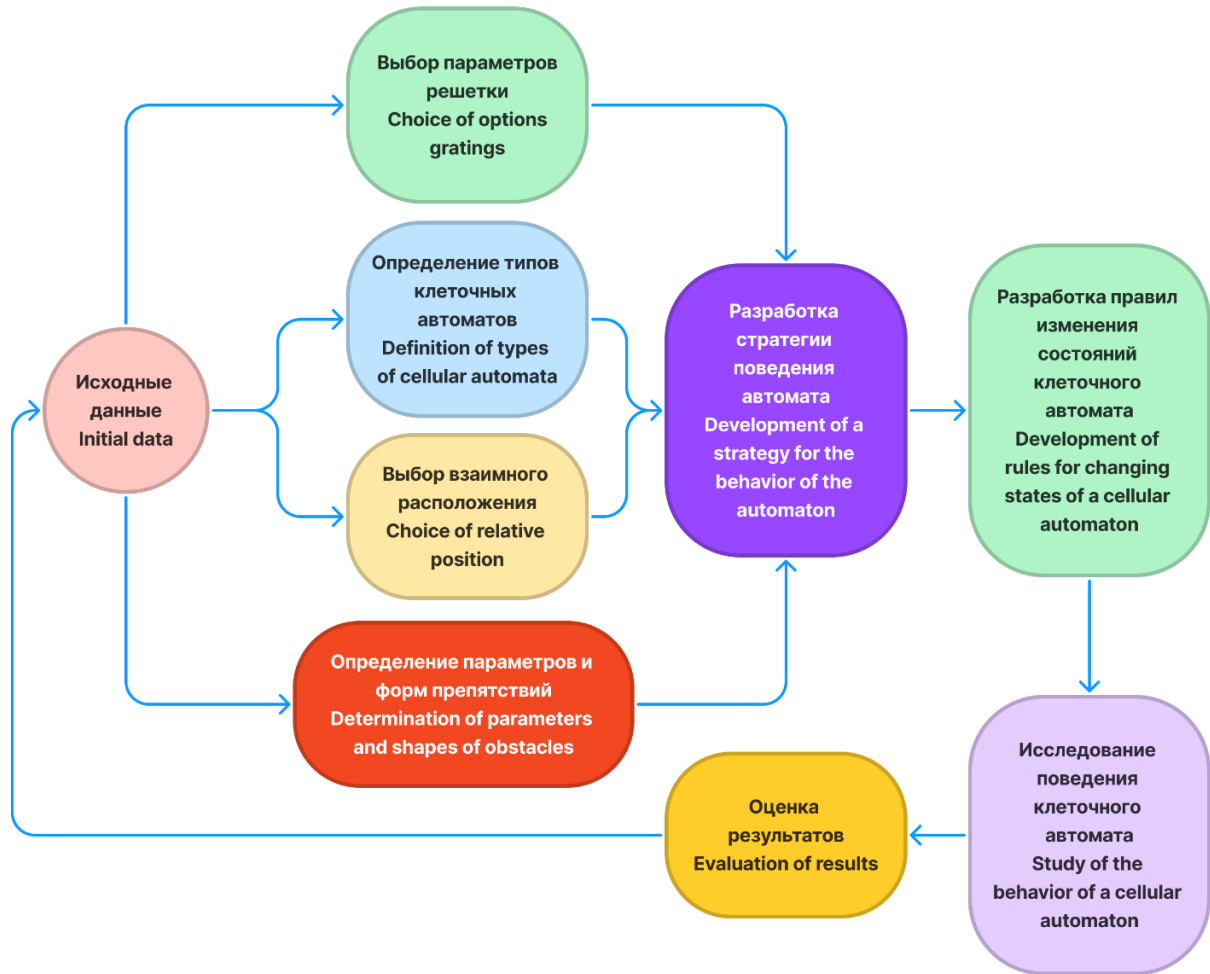 Выбор параметров
решетки
Choice of options
gratings
Определение типов
клеточных
автоматов
Definition of types
of cellular automata
Исходные
данные
Initial data
Выбор взаимного
расположения
Choice of relative
position
Определение параметров и
форм препятствий
Determination of parameters
and shapes of obstacles
Разработка
стратегии
поведения
автомата
Development of a
strategy for the
behavior of the
automaton
Разработка правил
изменения
состояний
клеточного
автомата
Development of
rules for changing
states of a cellular
automaton
Исследование
поведения
клеточного
автомата
Study of the
behavior of a cellular
automaton
Оценка
результатов
Evaluation of results